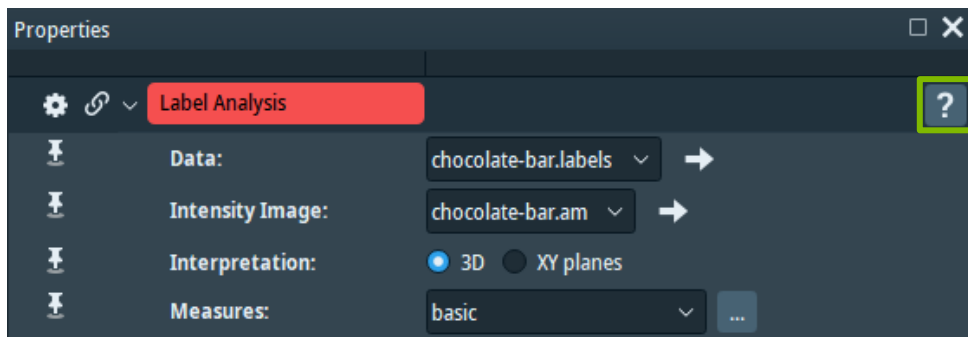 Properties
Label Analysis ?
Data: chocolate-bar.labels
Intensity Image: chocolate-bar.am
Interpretation: 3D XY planes
Measures: basic ...